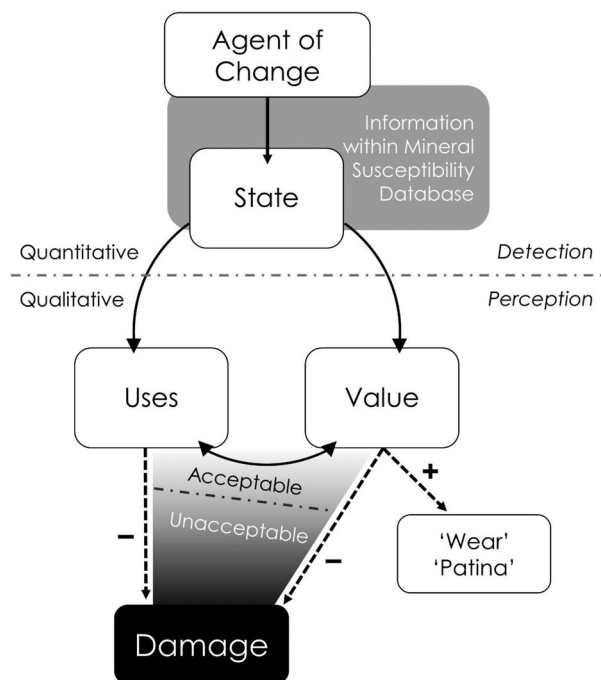 Agent of
Change
Information
within Mineral
Susceptibility
Database
State
Quantitative
Detection
Qualitative
Perception
Uses
Value
Acceptable
+
Unacceptable
–
–
‘Wear’
‘Patina’
Damage